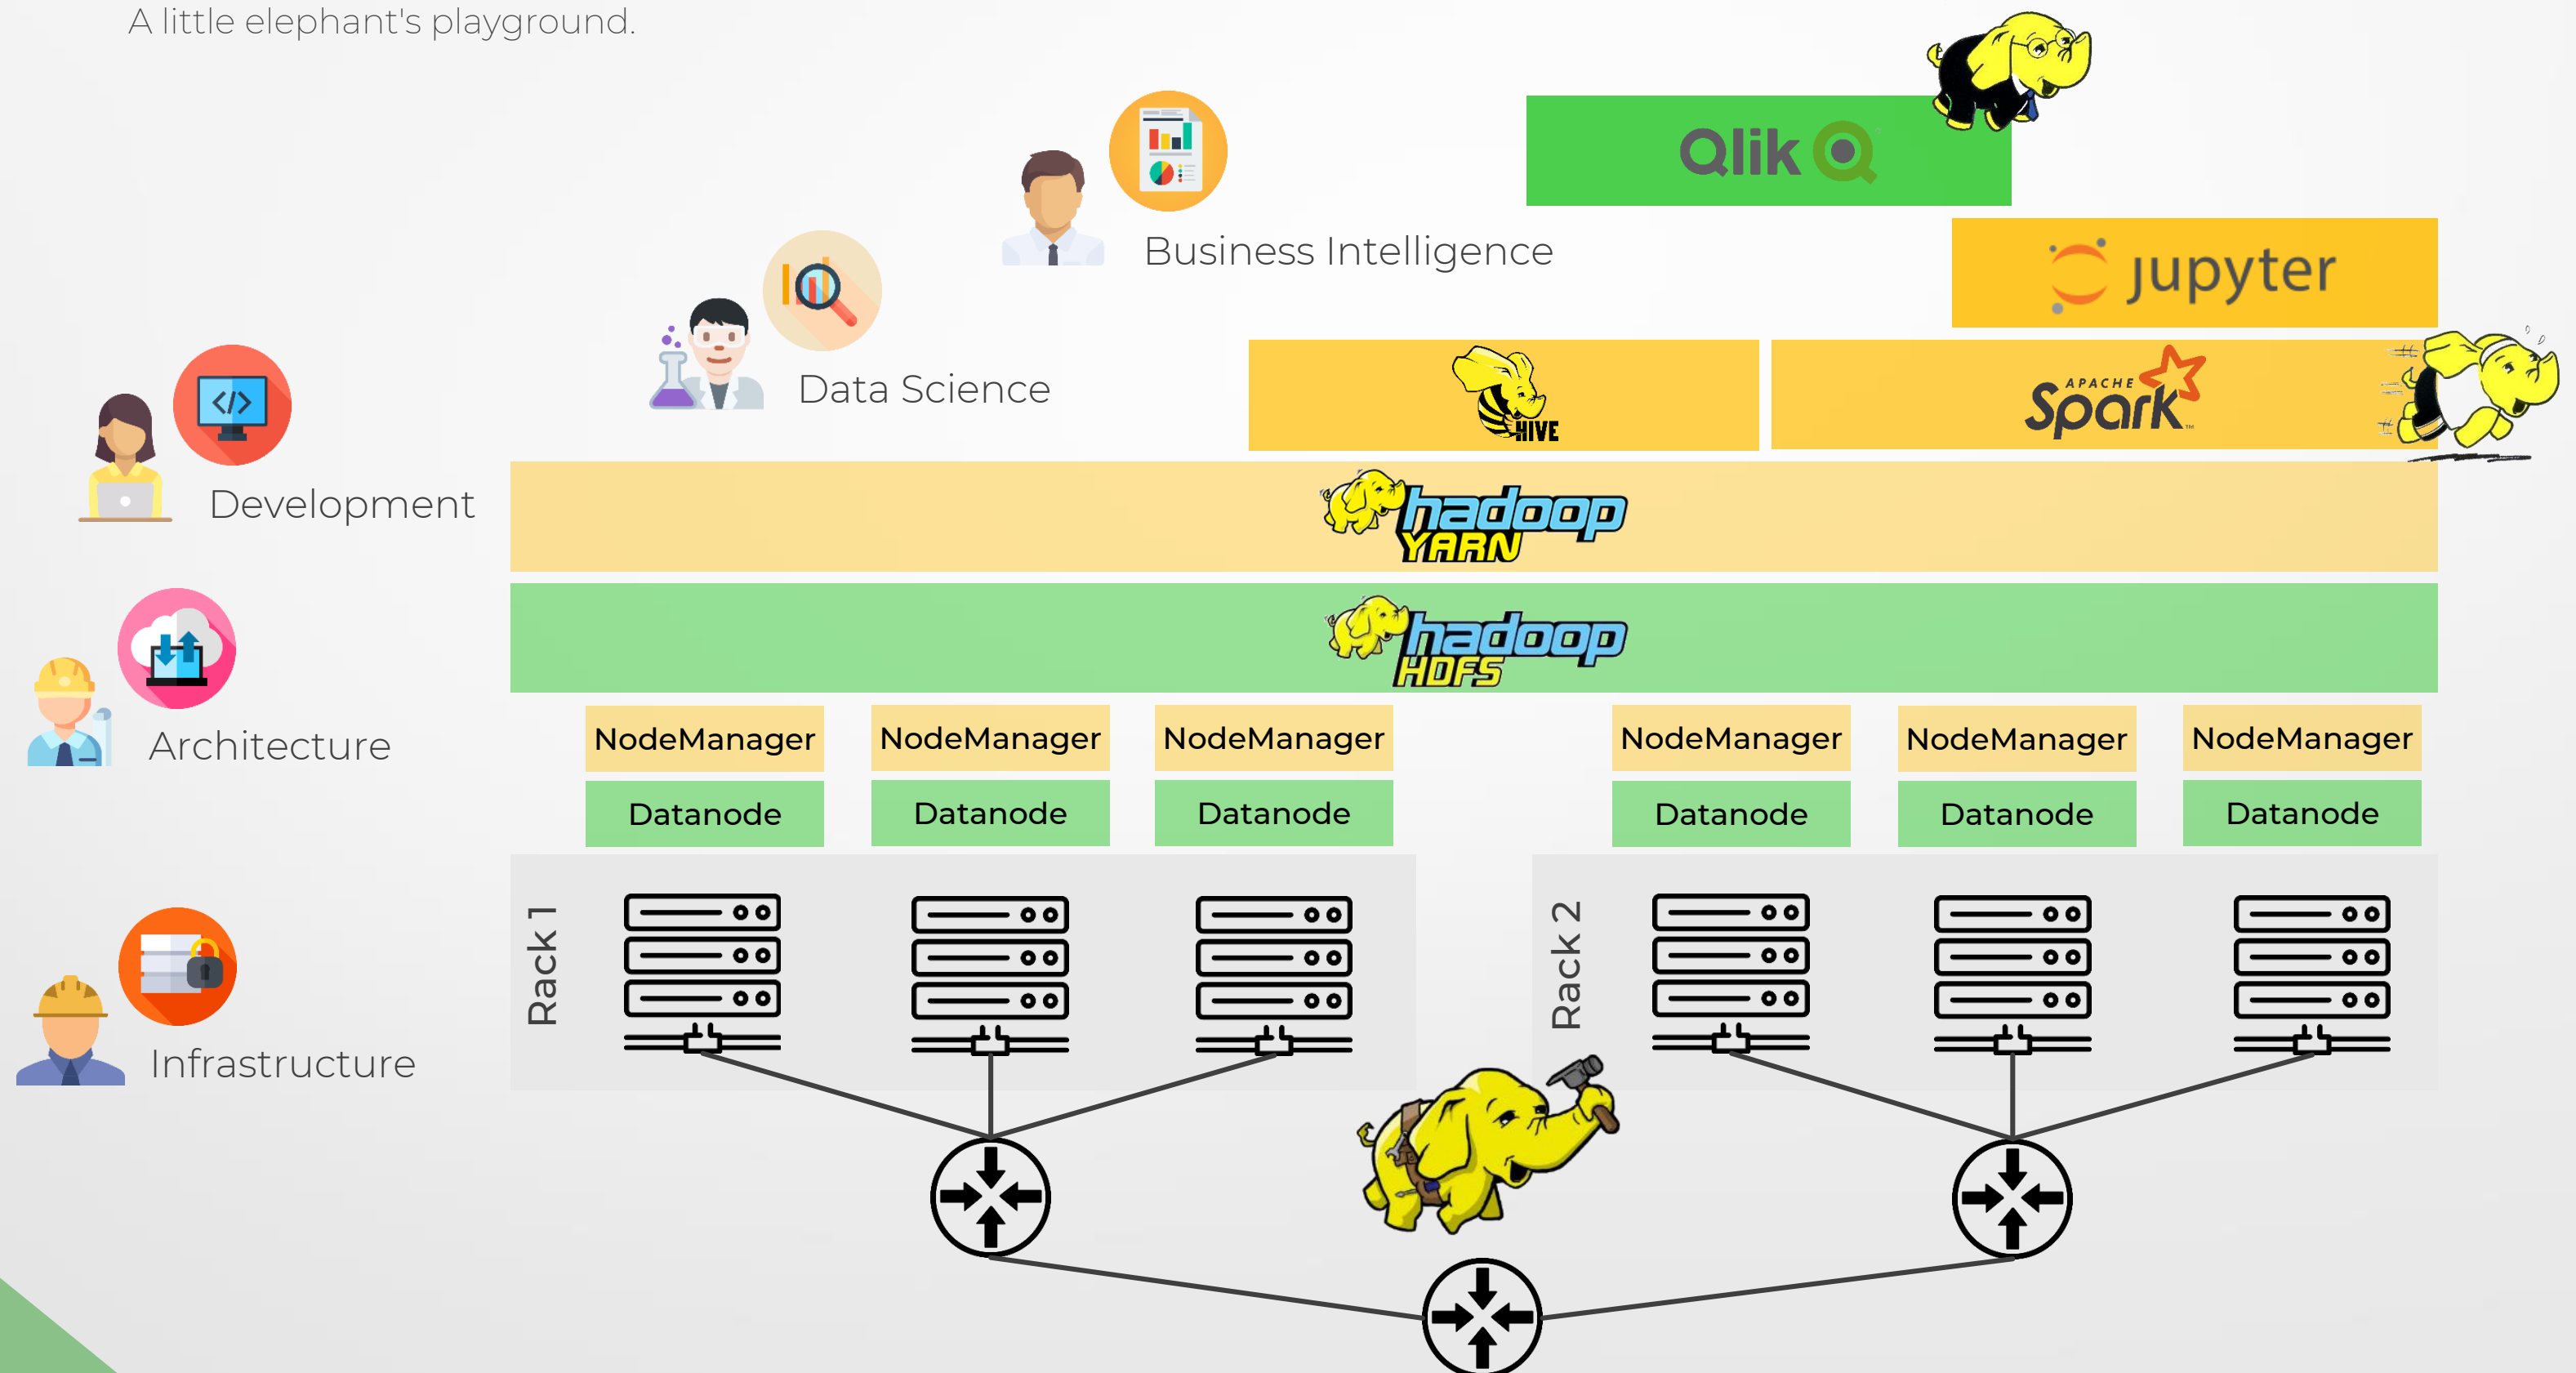 A little elephant's playground.
Qlik
Business Intelligence
jupyter
Data Science
HIVE
APACHE
Spark
TM
</>
Development
hadoop
YARN
hadoop
HDFS
Architecture
NodeManager NodeManager NodeManager NodeManager NodeManager NodeManager
Datanode Datanode Datanode Datanode Datanode Datanode
Rack 1
Rack 2
Infrastructure